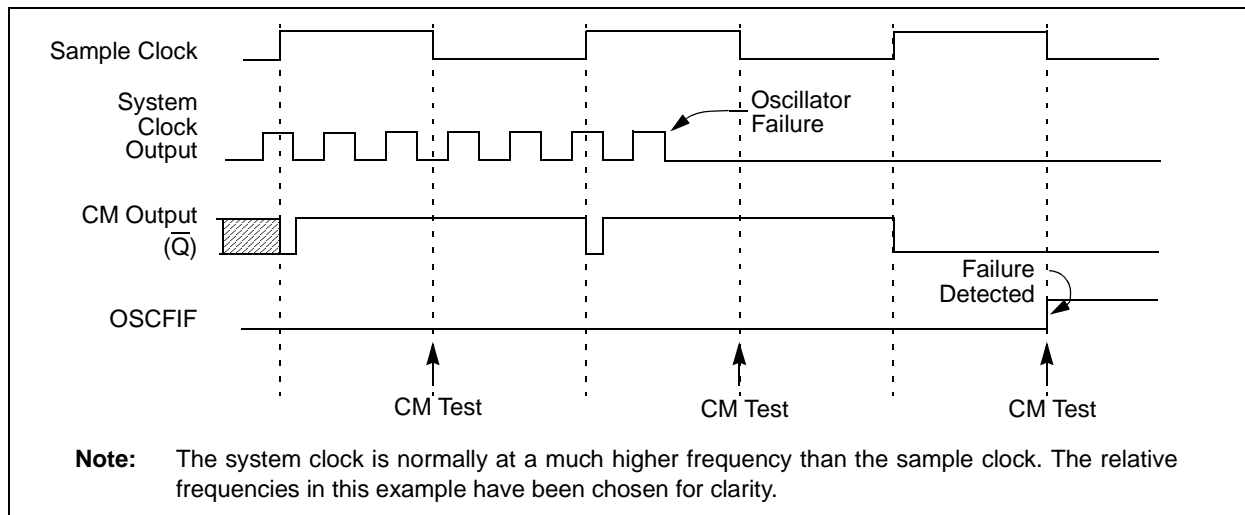 Sample Clock
System
Clock
Output
Oscillator
Failure
CM Output
(Q̅)
Failure
Detected
OSCFIF
CM Test
CM Test
CM Test
Note: The system clock is normally at a much higher frequency than the sample clock. The relative
frequencies in this example have been chosen for clarity.